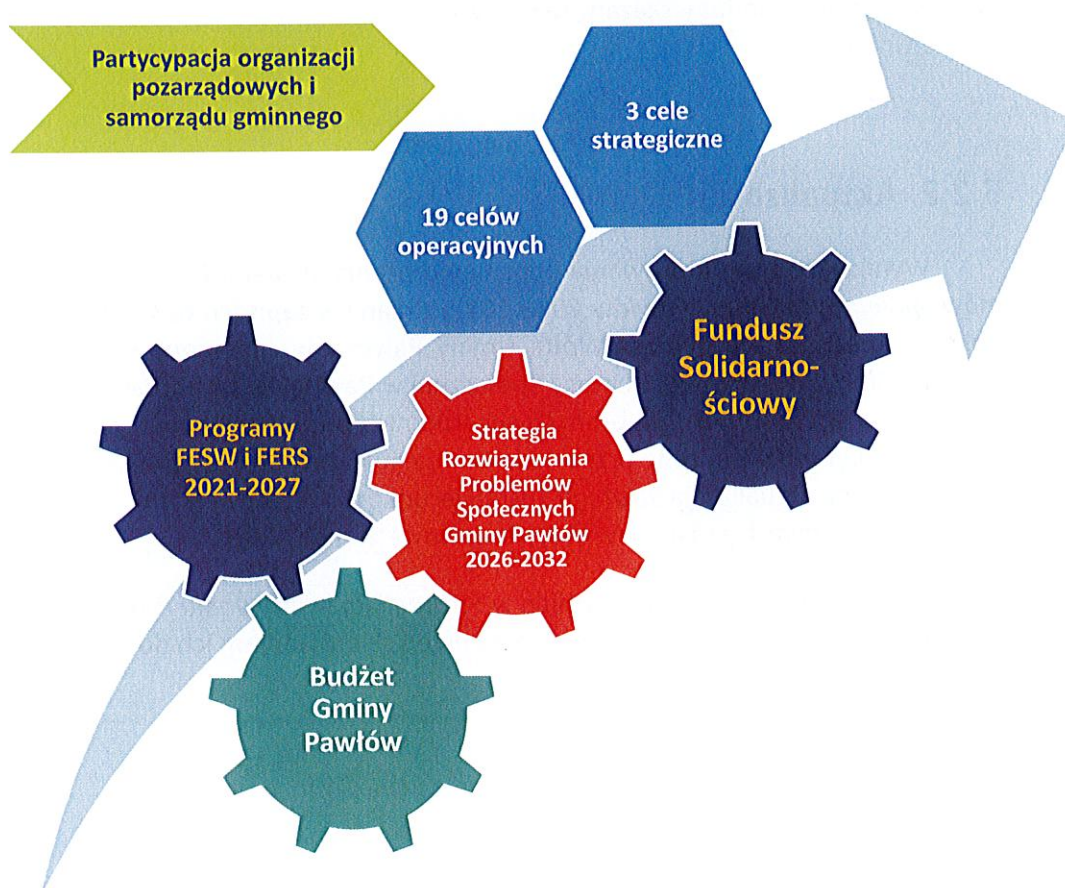 Partycypacja organizacji
pozarządowych i
samorządu gminnego
3 cele
strategiczne
19 celów
operacyjnych
Fundusz
Solidarno-
ściowy
Programy
FESW i FERS
2021-2027
Strategia
Rozwiązywania
Problemów
Społecznych
Gminy Pawłów
2026-2032
Budżet
Gminy
Pawłów